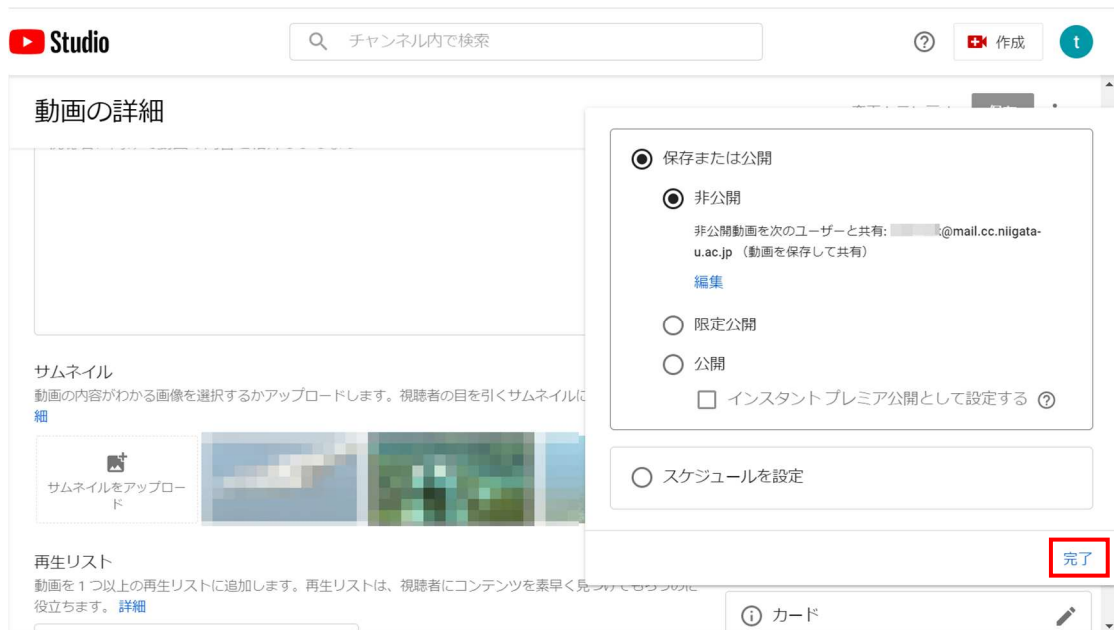 Studio
チャンネル内で検索
作成
t
動画の詳細
保存または公開
非公開
非公開動画を次のユーザーと共有: @mail.cc.niigata-
u.ac.jp (動画を保存して共有)
編集
限定公開
公開
インスタント プレミア公開として設定する
スケジュールを設定
完了
サムネイル
動画の内容がわかる画像を選択するかアップロードします。視聴者の目を引くサムネイルに
細
サムネイルをアップロー
ド
再生リスト
動画を 1 つ以上の再生リストに追加します。再生リストは、視聴者にコンテンツを素早く見
役立ちます。 詳細
カード